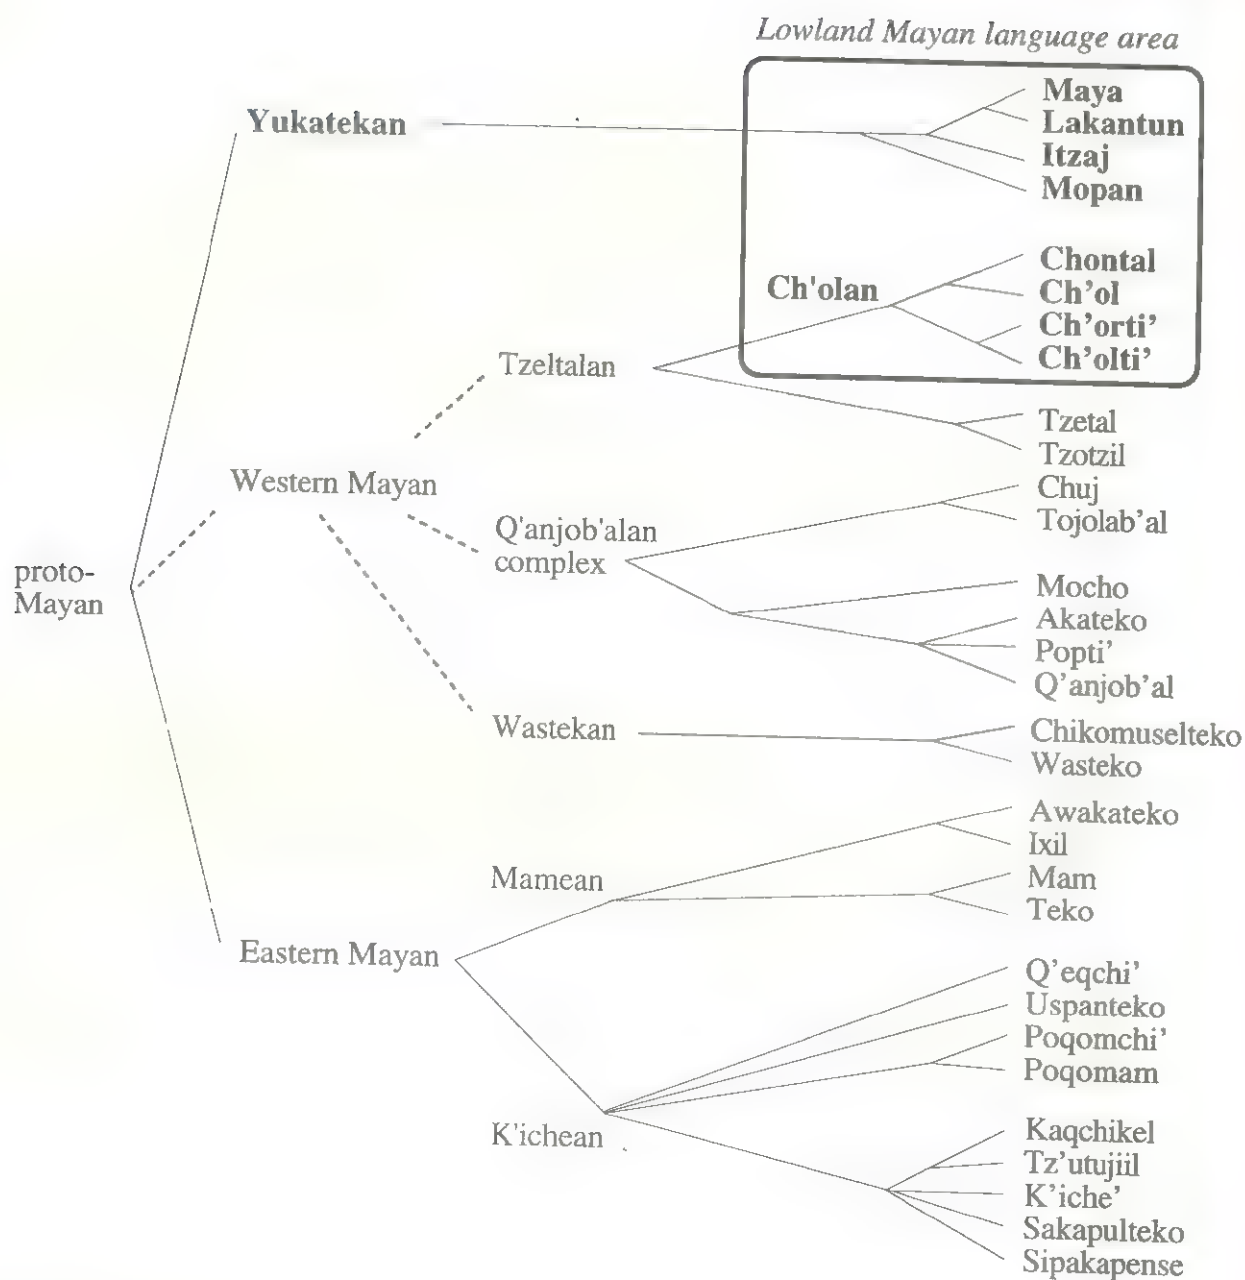 Lowland Mayan language area
Maya
Yukatekan
Lakantun
Itzaj
Mopan
Chontal
Ch'olan
Ch’ol
Ch’orti’
Ch’olti’
Tzeltalan
Tzetal
Tzotzil
Western Mayan
Chuj
Tojolab’al
Q'anjob'alan
complex
proto-
Mayan
Mocho
Akateko
Popti’
Q’anjob’al
Wastekan
Chikomuselteko
Wasteko
Awakateko
Ixil
Mamean
Mam
Teko
Eastern Mayan
Q’eqchi’
Uspanteko
Poqomchi’
Poqomam
K'ichean
Kaqchikel
Tz’utujiil
K’iche’
Sakapulteko
Sipakapense